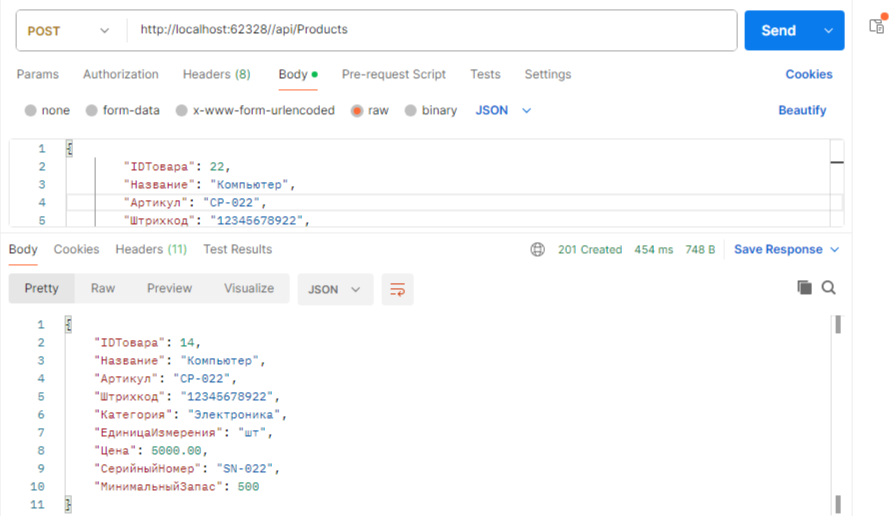 POST http://localhost:62328//api/Products Send
Params Authorization Headers (8) Body Pre-request Script Tests Settings Cookies
none form-data x-www-form-urlencoded raw binary JSON Beautify
1 {
2 "IDТовара": 22,
3 "Название": "Компьютер",
4 "Артикул": "CP-022",
5 "Штрихкод": "12345678922",
Body Cookies Headers (11) Test Results 201 Created 454 ms 748 B Save Response
Pretty Raw Preview Visualize JSON
1 {
2 "IDТовара": 14,
3 "Название": "Компьютер",
4 "Артикул": "CP-022",
5 "Штрихкод": "12345678922",
6 "Категория": "Электроника",
7 "ЕдиницаИзмерения": "шт",
8 "Цена": 5000.00,
9 "СерийныйНомер": "SN-022",
10 "МинимальныйЗапас": 500
11 }